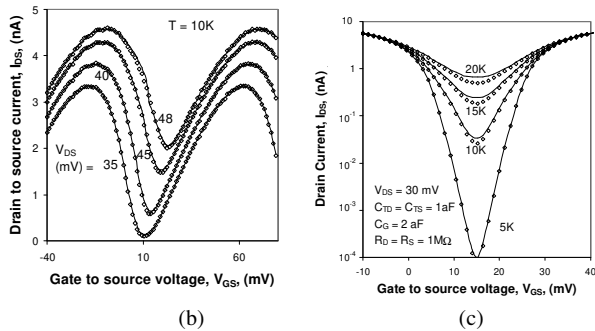 5
4
3
2
1
0
Drain to source current, IDS, (nA)
T = 10K
40
48
VDS
(mV) = 35
45
-40
10
60
Gate to source voltage, VGS, (mV)
(b)
10
1
10-1
10-2
10-3
10-4
Drain Current, IDS, (nA)
20K
15K
10K
5K
VDS = 30 mV
CTD = CTS = 1aF
CG = 2 aF
RD = RS = 1MΩ
-10
0
10
20
30
40
Gate to source voltage, VGS, (mV)
(c)